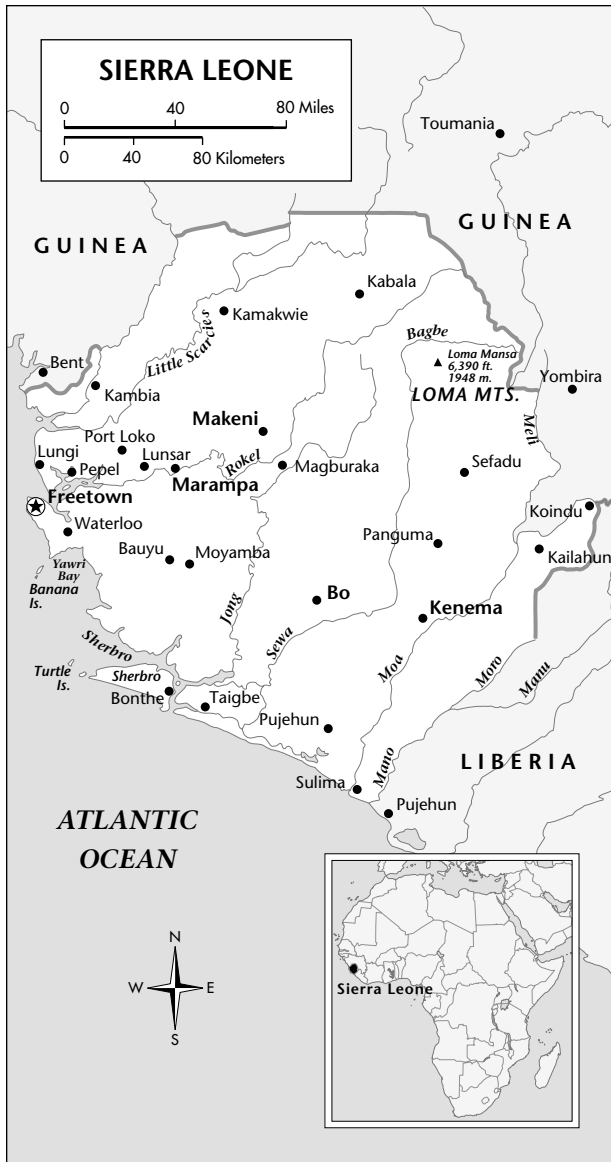 SIERRA LEONE
0 40 80 Miles
0 40 80 Kilometers
Toumania
GUINEA
GUINEA
Kabala
Kamakwie
Little Scarcies
Bagbe
Loma Mansa
6,390 ft.
1948 m.
LOMA MTS.
Bent
Kambia
Yombira
Meli
Makeni
Port Loko
Lungi
Lunsar
Rokel
Pepel
Marampa
Magburaka
Sefadu
Freetown
Koindu
Waterloo
Panguma
Bauyu
Moyamba
Kailahun
Yawri
Bay
Banana
Is.
Jong
Bo
Sewa
Kenema
Sherbro
Moa
Moro
Manu
Turtle
Is.
Sherbro
Bonthe
Taigbe
Pujehun
Mano
LIBERIA
Sulima
Pujehun
ATLANTIC
OCEAN
N
W E
S
Sierra Leone